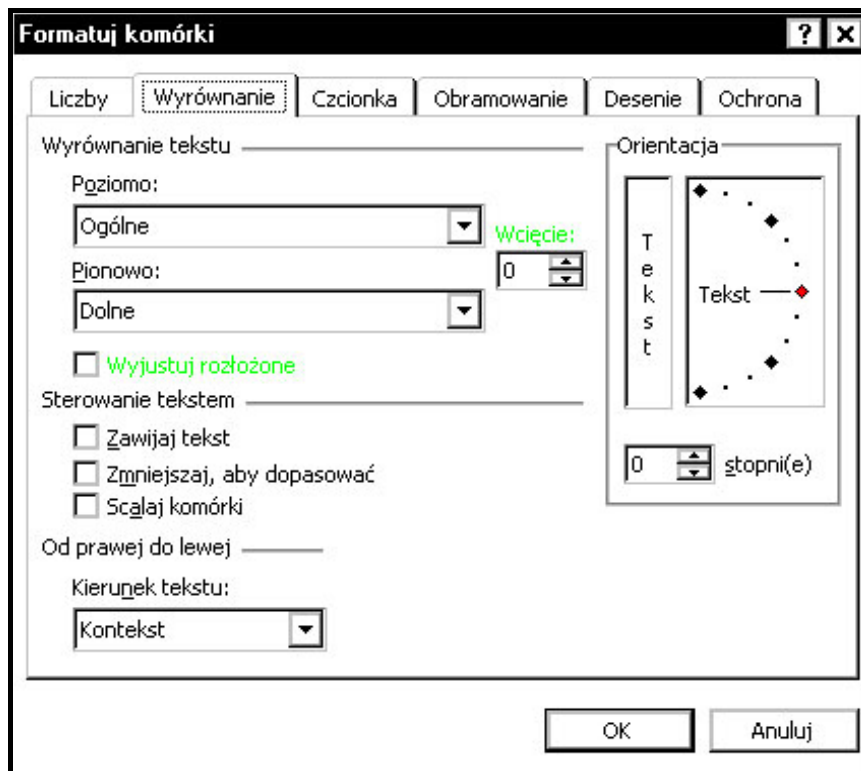 Formatuj komórki
Liczby Wyrównanie Czcionka Obramowanie Desenie Ochrona
Wyrównanie tekstu
Poziomo:
Ogólne
Wcięcie:
0
Pionowo:
Dolne
Wyjustuj rozłożone
Sterowanie tekstem
Zawijaj tekst
Zmniejszaj, aby dopasować
Scalaj komórki
Od prawej do lewej
Kierunek tekstu:
Kontekst
Orientacja
Tekst
Tekst
0 stopni(e)
OK Anuluj